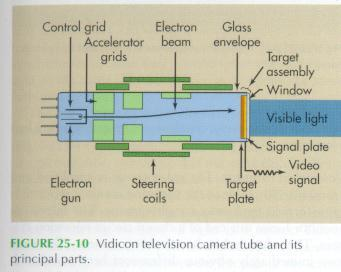 Control grid
Accelerator
grids
Electron
beam
Glass
envelope
Target
assembly
Window
Visible light
Signal plate
Video
signal
Electron
gun
Steering
coils
Target
plate
FIGURE 25-10 Vidicon television camera tube and its
principal parts.